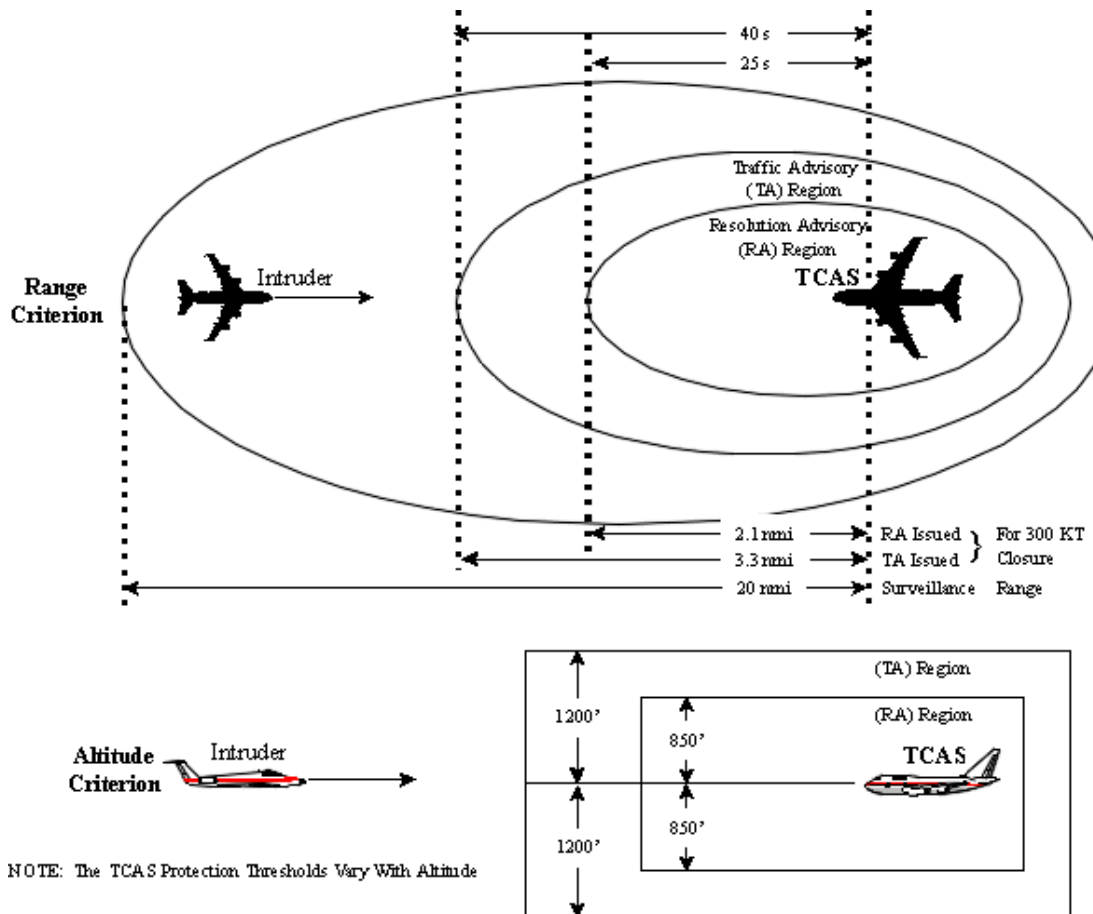 40 s
25 s
Traffic Advisory
(TA) Region
Resolution Advisory
(RA) Region
TCAS
Intruder
Range
Criterion
2.1 nmi RA Issued } For 300 KT
3.3 nmi TA Issued Closure
20 nmi Surveillance Range
(TA) Region
1200’
(RA) Region
850’
TCAS
Altitude
Criterion
Intruder
850’
1200’
NOTE: The TCAS Protection Thresholds Vary With Altitude